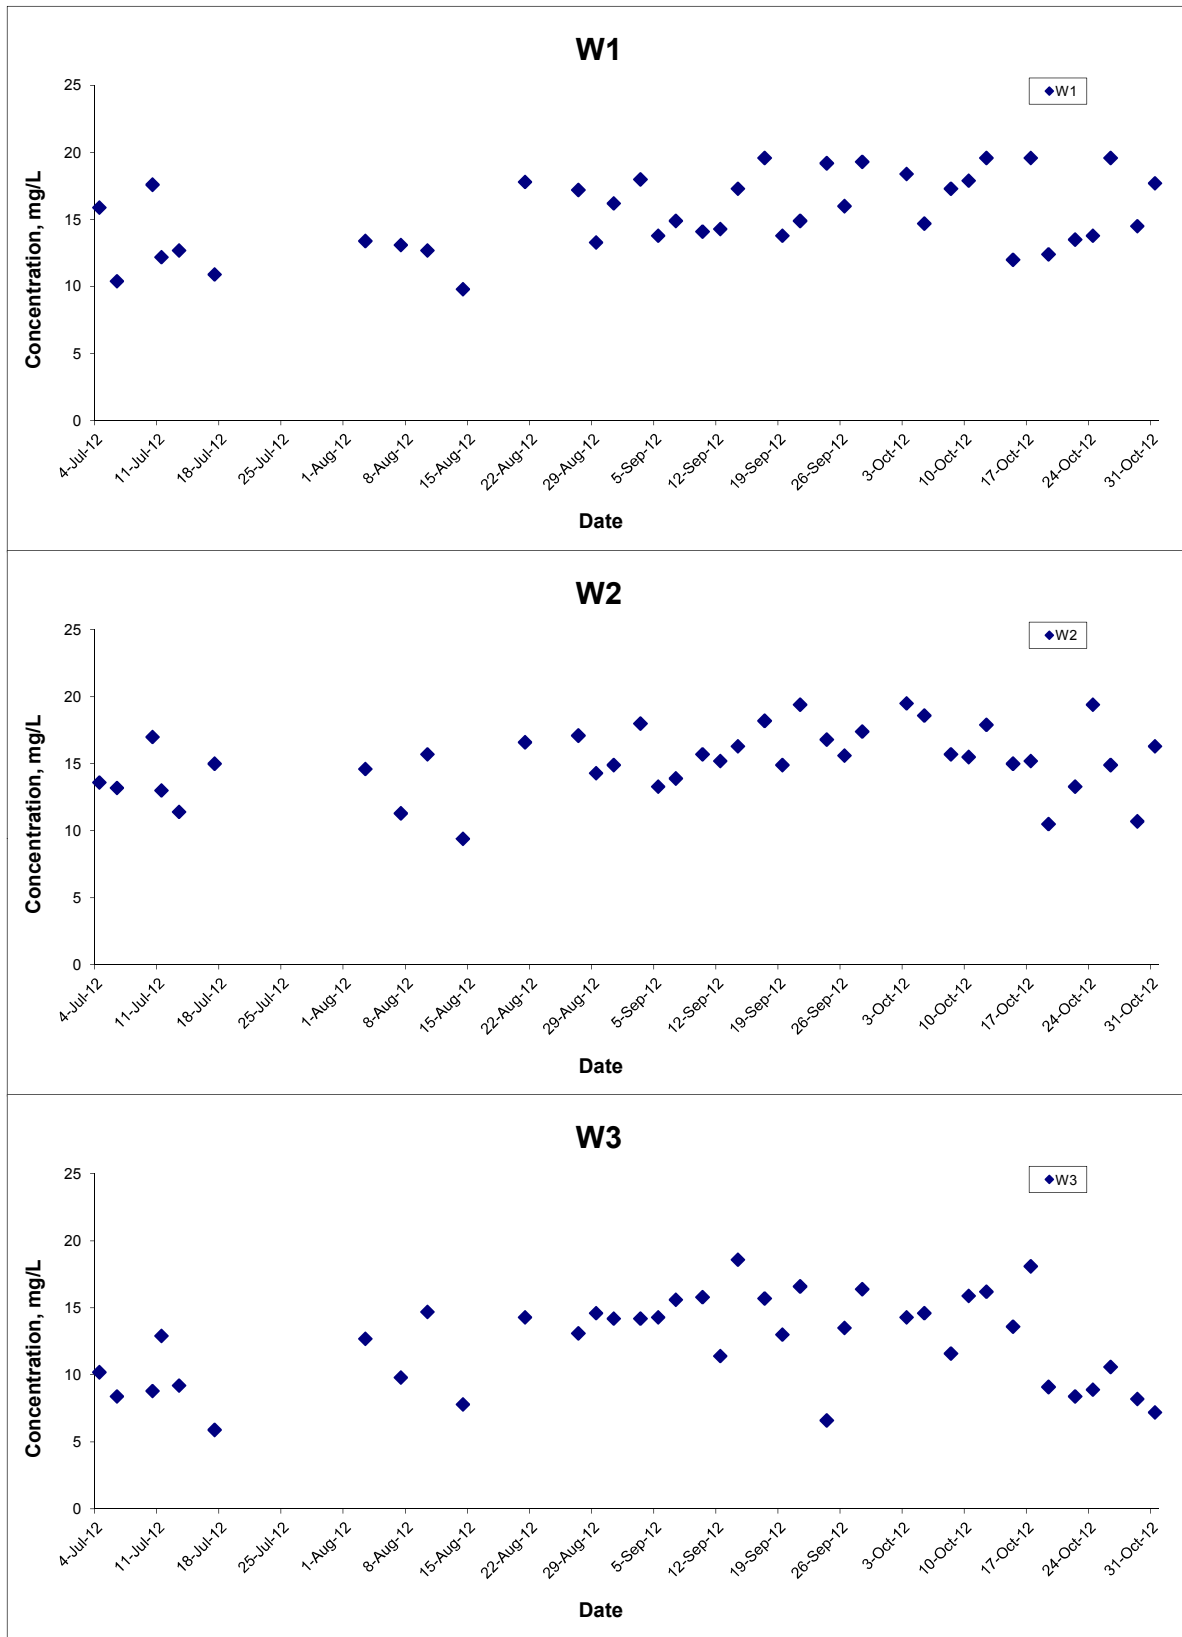 W1
W1
Concentration, mg/L
25
20
15
10
5
0
4-Jul-12
11-Jul-12
18-Jul-12
25-Jul-12
1-Aug-12
8-Aug-12
15-Aug-12
22-Aug-12
29-Aug-12
5-Sep-12
12-Sep-12
19-Sep-12
26-Sep-12
3-Oct-12
10-Oct-12
17-Oct-12
24-Oct-12
31-Oct-12
Date
W2
W2
Concentration, mg/L
25
20
15
10
5
0
4-Jul-12
11-Jul-12
18-Jul-12
25-Jul-12
1-Aug-12
8-Aug-12
15-Aug-12
22-Aug-12
29-Aug-12
5-Sep-12
12-Sep-12
19-Sep-12
26-Sep-12
3-Oct-12
10-Oct-12
17-Oct-12
24-Oct-12
31-Oct-12
Date
W3
W3
Concentration, mg/L
25
20
15
10
5
0
4-Jul-12
11-Jul-12
18-Jul-12
25-Jul-12
1-Aug-12
8-Aug-12
15-Aug-12
22-Aug-12
29-Aug-12
5-Sep-12
12-Sep-12
19-Sep-12
26-Sep-12
3-Oct-12
10-Oct-12
17-Oct-12
24-Oct-12
31-Oct-12
Date